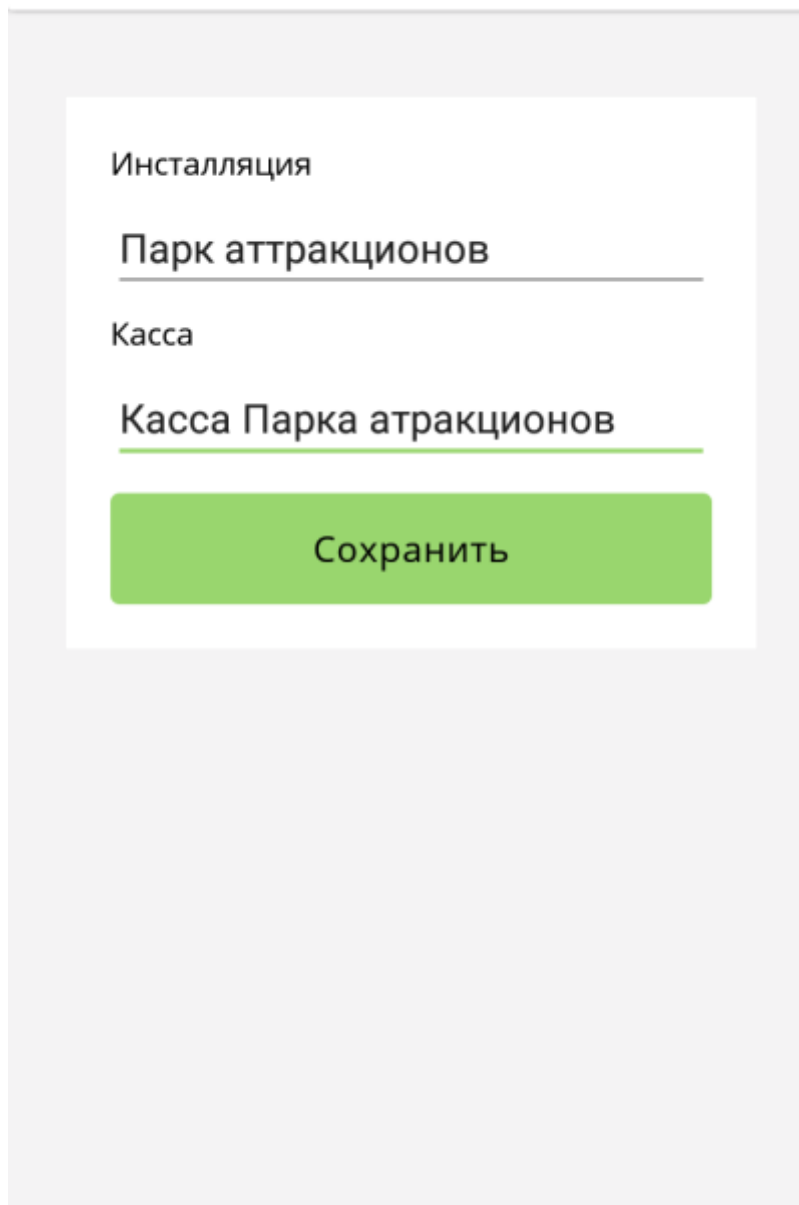 Инсталляция
Парк аттракционов
Касса
Касса Парка атракционов
Сохранить